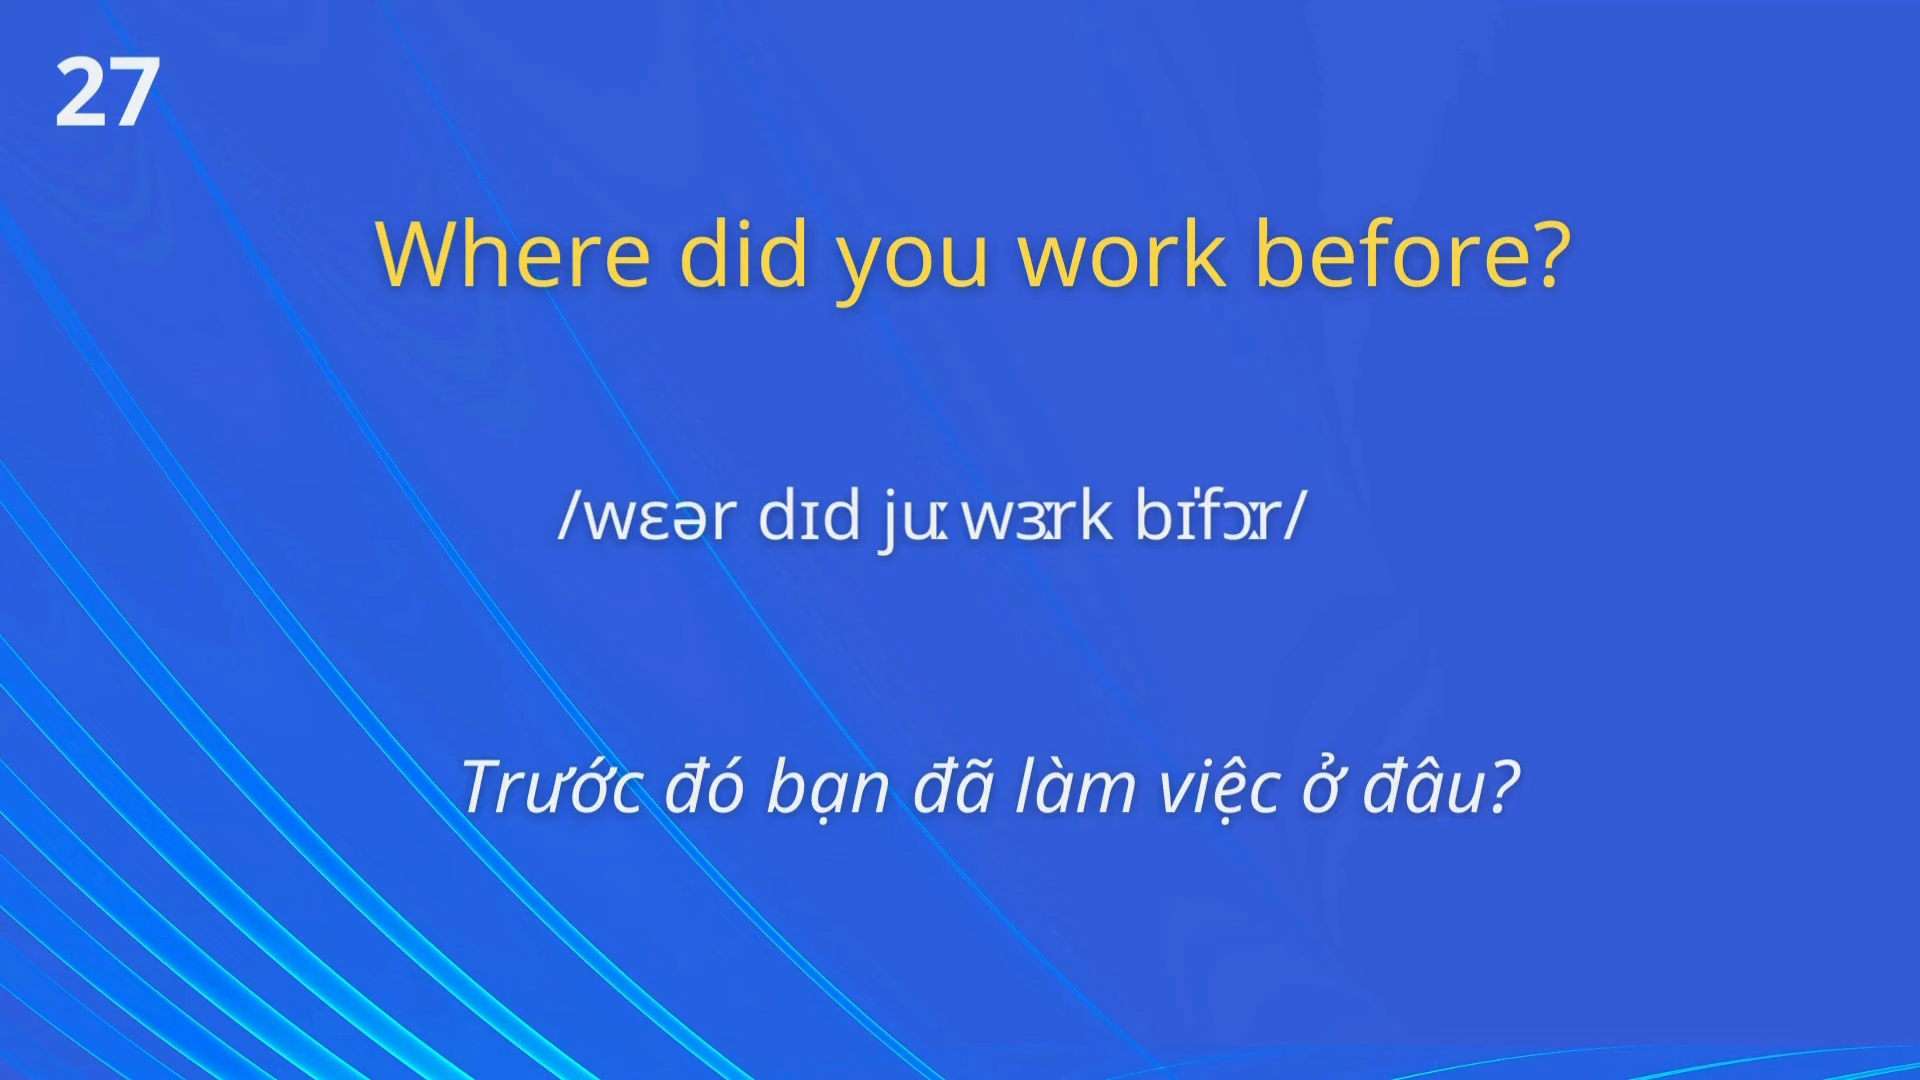 27
Where did you work before?
/wɛər dɪd juː wɜːrk bɪˈfɔːr/
Trước đó bạn đã làm việc ở đâu?